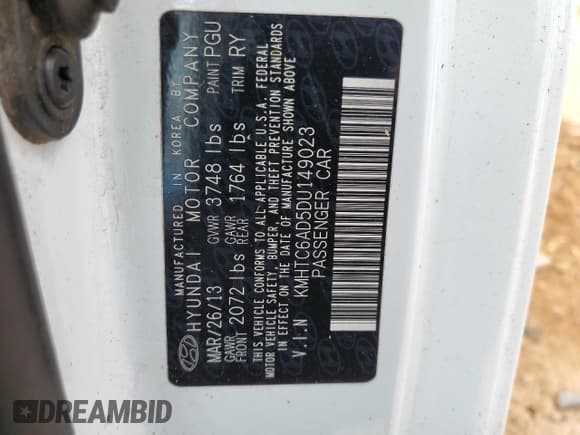 MANUFACTURED IN KOREA BY
HYUNDAI MOTOR COMPANY
MAR/26/13 GVWR 3748 lbs PAINT PGU
GAWR FRONT 2072 lbs GAWR REAR 1764 lbs TRIM RY
THIS VEHICLE CONFORMS TO ALL APPLICABLE U.S.A. FEDERAL
MOTOR VEHICLE SAFETY, BUMPER, AND THEFT PREVENTION STANDARDS
IN EFFECT ON THE DATE OF MANUFACTURE SHOWN ABOVE
V.I.N KMHTC6AD5DU149023
PASSENGER CAR
DREAMBID